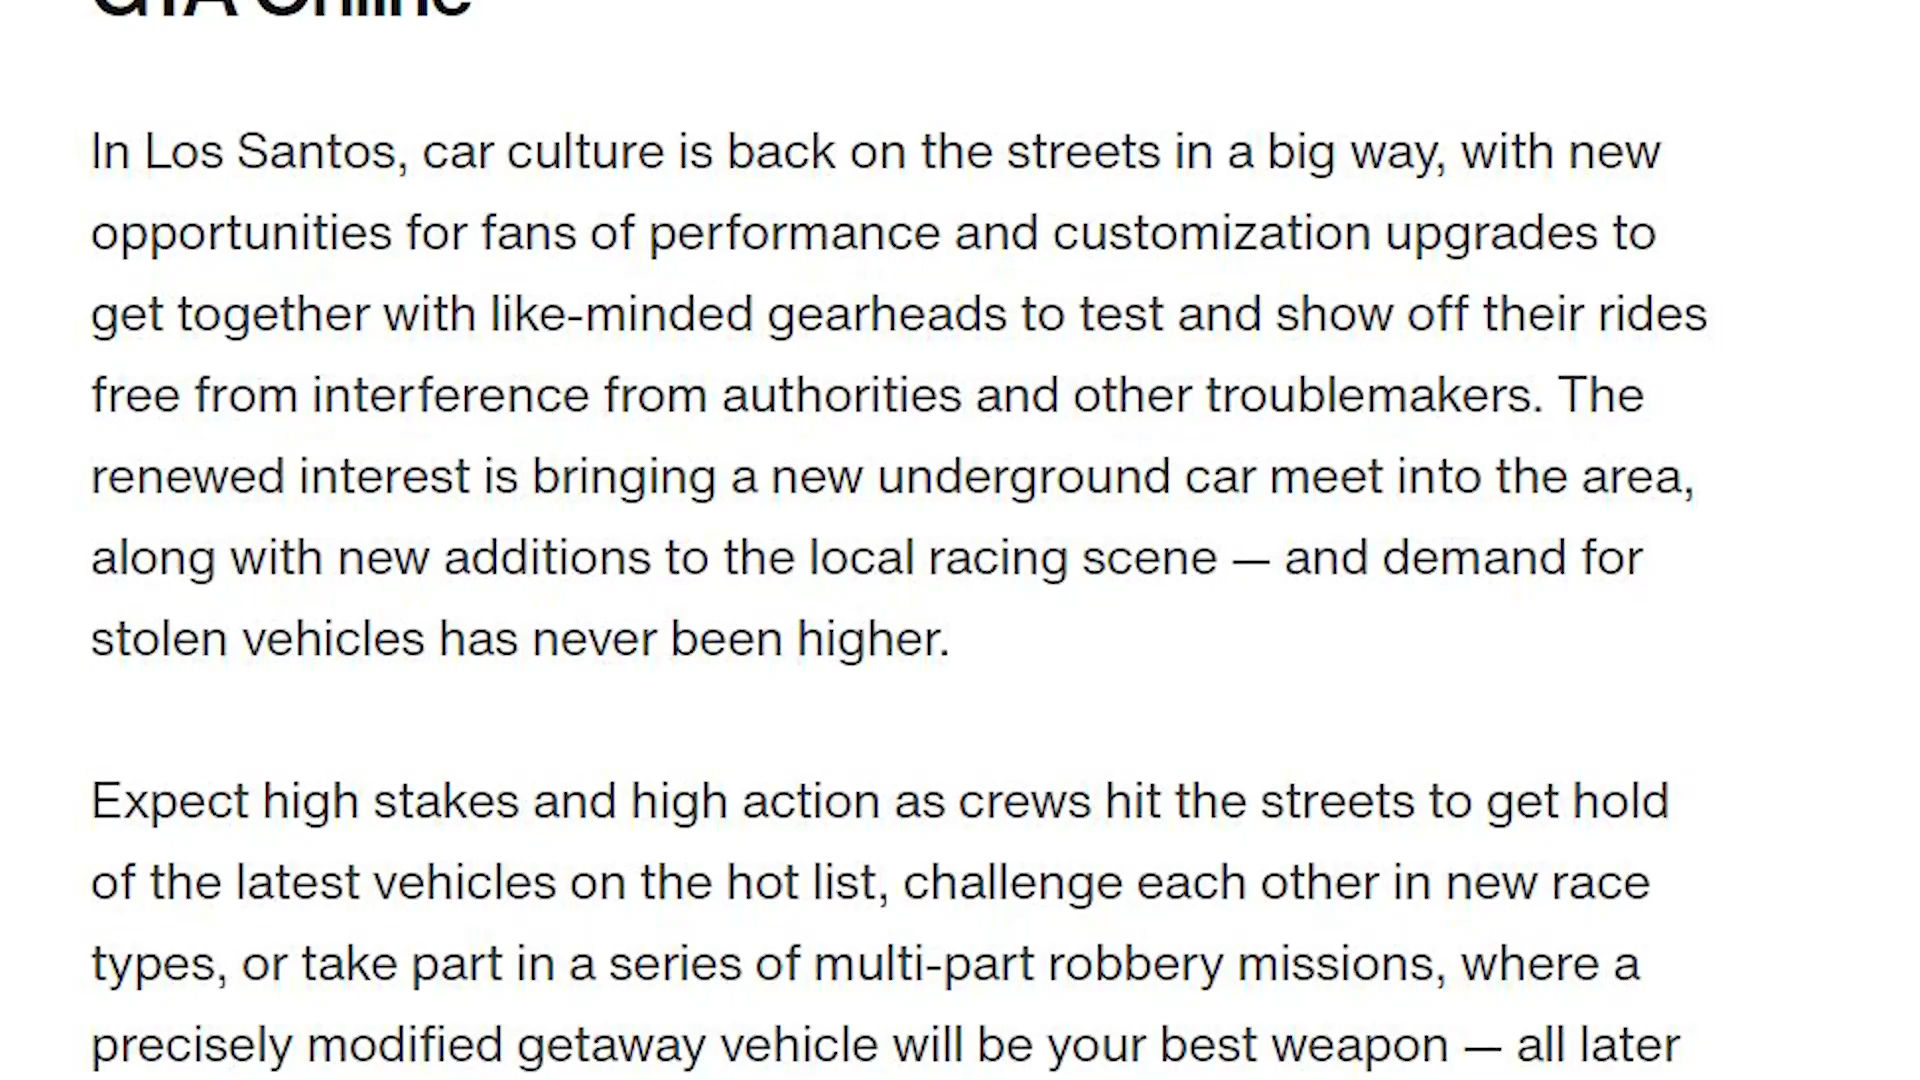 GTA Online
In Los Santos, car culture is back on the streets in a big way, with new
opportunities for fans of performance and customization upgrades to
get together with like-minded gearheads to test and show off their rides
free from interference from authorities and other troublemakers. The
renewed interest is bringing a new underground car meet into the area,
along with new additions to the local racing scene — and demand for
stolen vehicles has never been higher.
Expect high stakes and high action as crews hit the streets to get hold
of the latest vehicles on the hot list, challenge each other in new race
types, or take part in a series of multi-part robbery missions, where a
precisely modified getaway vehicle will be your best weapon — all later